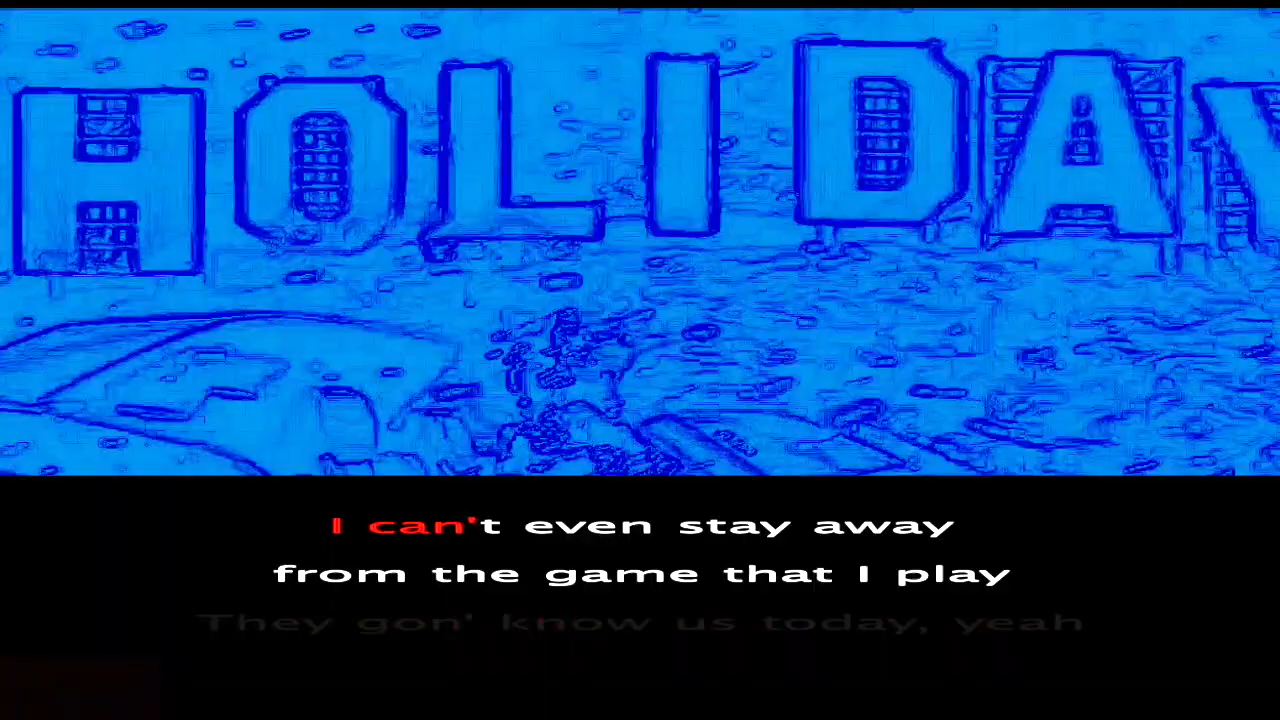 HOLIDAY
I can't even stay away
from the game that I play
They gon' know us today, yeah